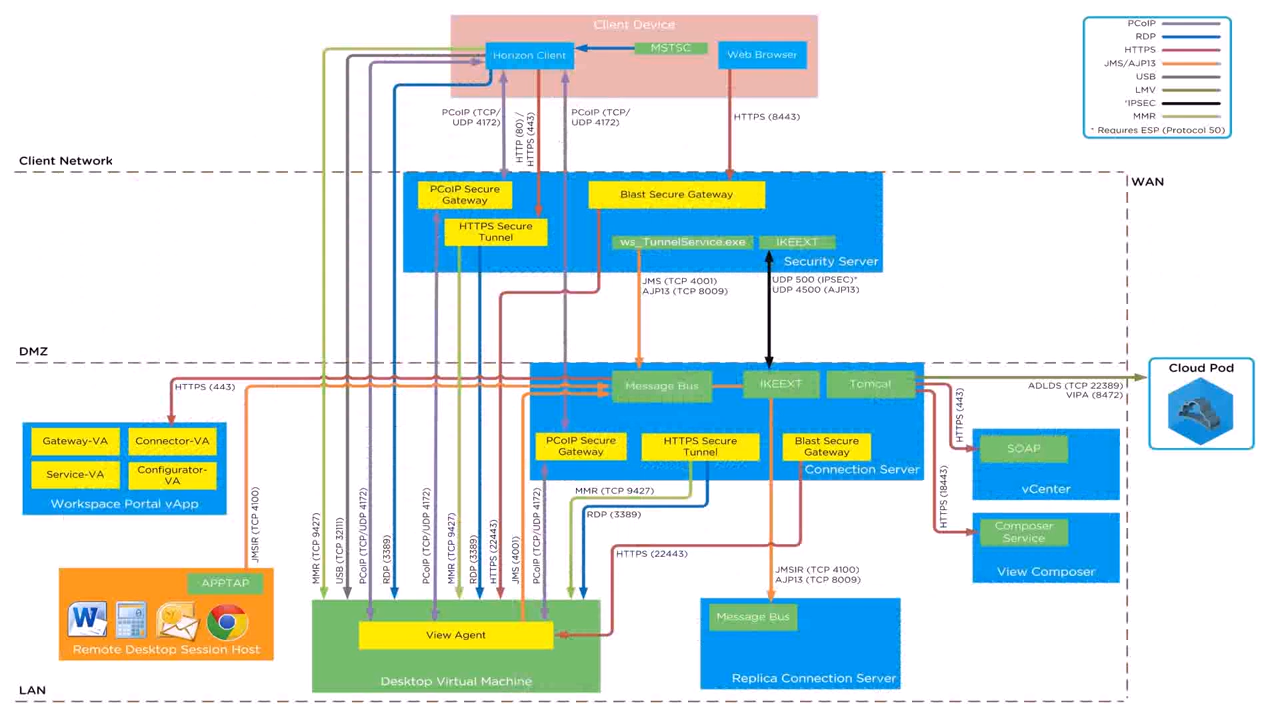 Client Device
Horizon Client
MSTSC
Web Browser
PCoIP
RDP
HTTPS
JMS/AJP13
USB
LMV
*IPSEC
MMR
* Requires ESP (Protocol 50)
PCoIP (TCP/
UDP 4172)
HTTP (80) /
HTTPS (443)
PCoIP (TCP/
UDP 4172)
HTTPS (8443)
Client Network
WAN
PCoIP Secure
Gateway
HTTPS Secure
Tunnel
Blast Secure Gateway
ws_TunnelService.exe
IKEEXT
Security Server
JMS (TCP 4001)
AJP13 (TCP 8009)
UDP 500 (IPSEC)*
UDP 4500 (AJP13)
DMZ
HTTPS (443)
Message Bus
IKEEXT
Tomcat
ADLDS (TCP 22389)
VIPA (8472)
Cloud Pod
PCoIP Secure
Gateway
HTTPS Secure
Tunnel
Blast Secure
Gateway
Connection Server
HTTPS (443)
SOAP
vCenter
HTTPS (18443)
Composer
Service
View Composer
Gateway-VA
Connector-VA
Service-VA
Configurator-
VA
Workspace Portal vApp
JMSIR (TCP 4100)
MMR (TCP 9427)
USB (TCP 32111)
PCoIP (TCP/UDP 4172)
RDP (3389)
PCoIP (TCP/UDP 4172)
MMR (TCP 9427)
RDP (3389)
HTTPS (22443)
JMS (4001)
PCoIP (TCP/UDP 4172)
MMR (TCP 9427)
RDP (3389)
HTTPS (22443)
JMSIR (TCP 4100)
AJP13 (TCP 8009)
APPTAP
W
Remote Desktop Session Host
View Agent
Desktop Virtual Machine
Message Bus
Replica Connection Server
LAN